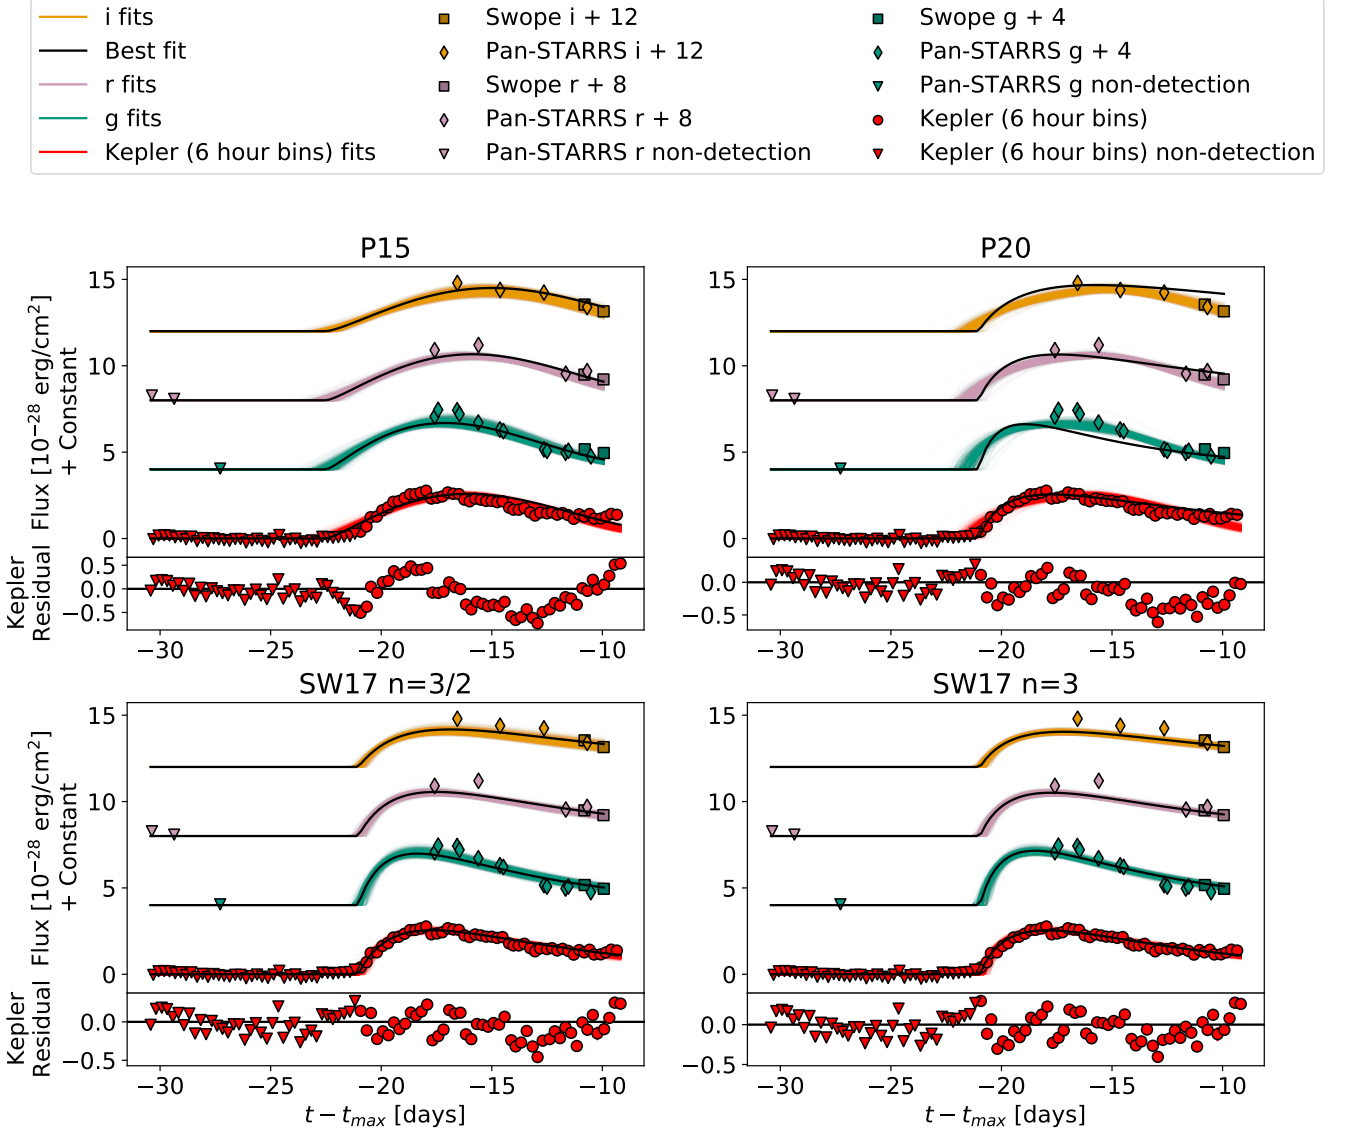 i fits
Best fit
r fits
g fits
Kepler (6 hour bins) fits
Swope i + 12
Pan-STARRS i + 12
Swope r + 8
Pan-STARRS r + 8
Pan-STARRS r non-detection
Swope g + 4
Pan-STARRS g + 4
Pan-STARRS g non-detection
Kepler (6 hour bins)
Kepler (6 hour bins) non-detection
P15
15
10
5
0
Flux [10⁻²⁸ erg/cm²]
+ Constant
0.5
0.0
−0.5
Kepler
Residual
−30 −25 −20 −15 −10
P20
15
10
5
0
0.0
−0.5
−30 −25 −20 −15 −10
SW17 n=3/2
15
10
5
0
Flux [10⁻²⁸ erg/cm²]
+ Constant
0.0
−0.5
Kepler
Residual
−30 −25 −20 −15 −10
t − tₘₐₓ [days]
SW17 n=3
15
10
5
0
0.0
−0.5
−30 −25 −20 −15 −10
t − tₘₐₓ [days]